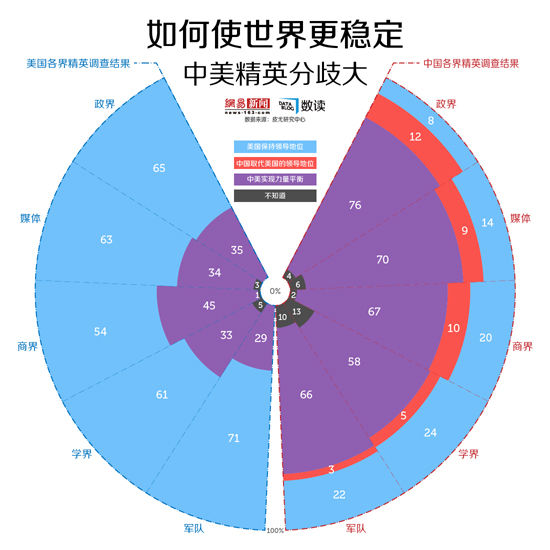 如何使世界更稳定
中美精英分歧大
美国各界精英调查结果
中国各界精英调查结果
網易 新闻
news·163·com
DATA BLOG 数读
数据来源：皮尤研究中心
美国保持领导地位
中国取代美国的领导地位
中美实现力量平衡
不知道
政界
65
35
媒体
63
34
3
商界
54
45
1
学界
61
33
5
军队
71
29
0%
100%
政界
8
12
76
4
媒体
14
9
70
6
商界
20
10
67
2
学界
24
5
58
13
军队
22
3
66
10